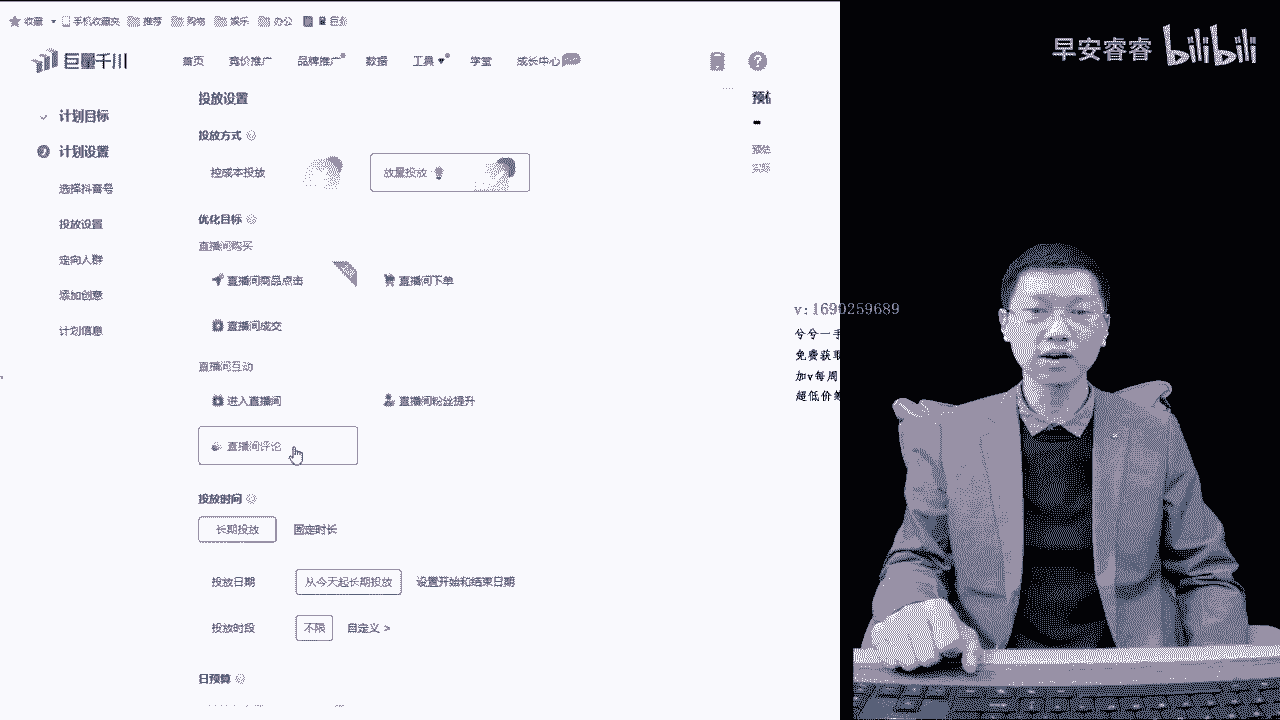 收藏 手机收藏夹 推荐 购物 娱乐 办公
早安睿睿 bilibili
巨量千川 首页 竞价推广 品牌推广 数据 工具 学堂 成长中心
计划目标
计划设置
选择抖音号
投放设置
定向人群
添加创意
计划信息
投放设置
投放方式
控成本投放 放量投放
优化目标
直播间购买
直播间商品点击 直播间下单
直播间成交
直播间互动
进入直播间 直播间粉丝提升
直播间评论
投放时间
长期投放 固定时长
投放日期 从今天起长期投放 设置开始和结束日期
投放时段 不限 自定义 >
日预算
预估
实际
v:1690259689
兮兮一手
免费获取
加v每周
超低价